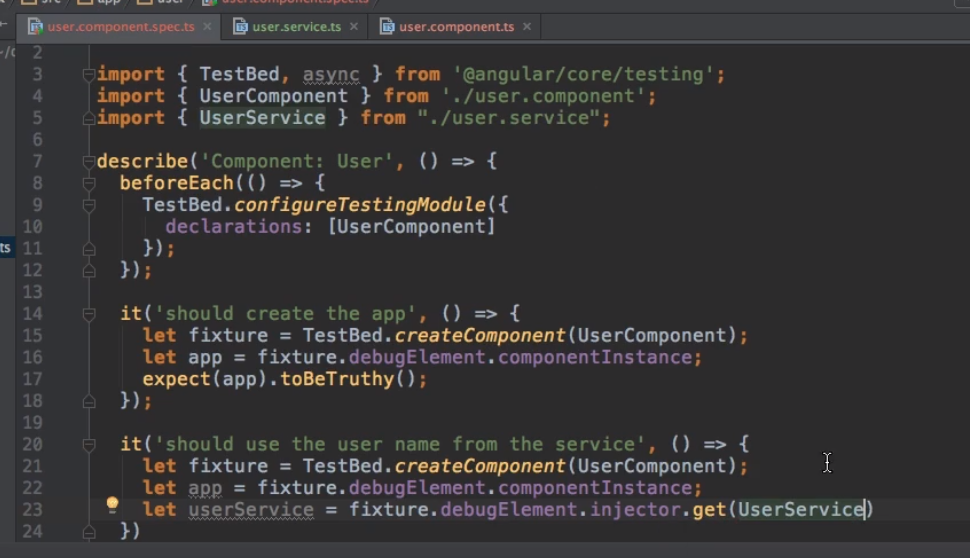 src app user user.component.spec.ts
user.component.spec.ts × user.service.ts × user.component.ts ×
2
3 import { TestBed, async } from '@angular/core/testing';
4 import { UserComponent } from './user.component';
5 import { UserService } from "./user.service";
6
7 describe('Component: User', () => {
8 beforeEach(() => {
9 TestBed.configureTestingModule({
10 declarations: [UserComponent]
ts 11 });
12 });
13
14 it('should create the app', () => {
15 let fixture = TestBed.createComponent(UserComponent);
16 let app = fixture.debugElement.componentInstance;
17 expect(app).toBeTruthy();
18 });
19
20 it('should use the user name from the service', () => {
21 let fixture = TestBed.createComponent(UserComponent);
22 let app = fixture.debugElement.componentInstance;
23 let userService = fixture.debugElement.injector.get(UserService)
24 })